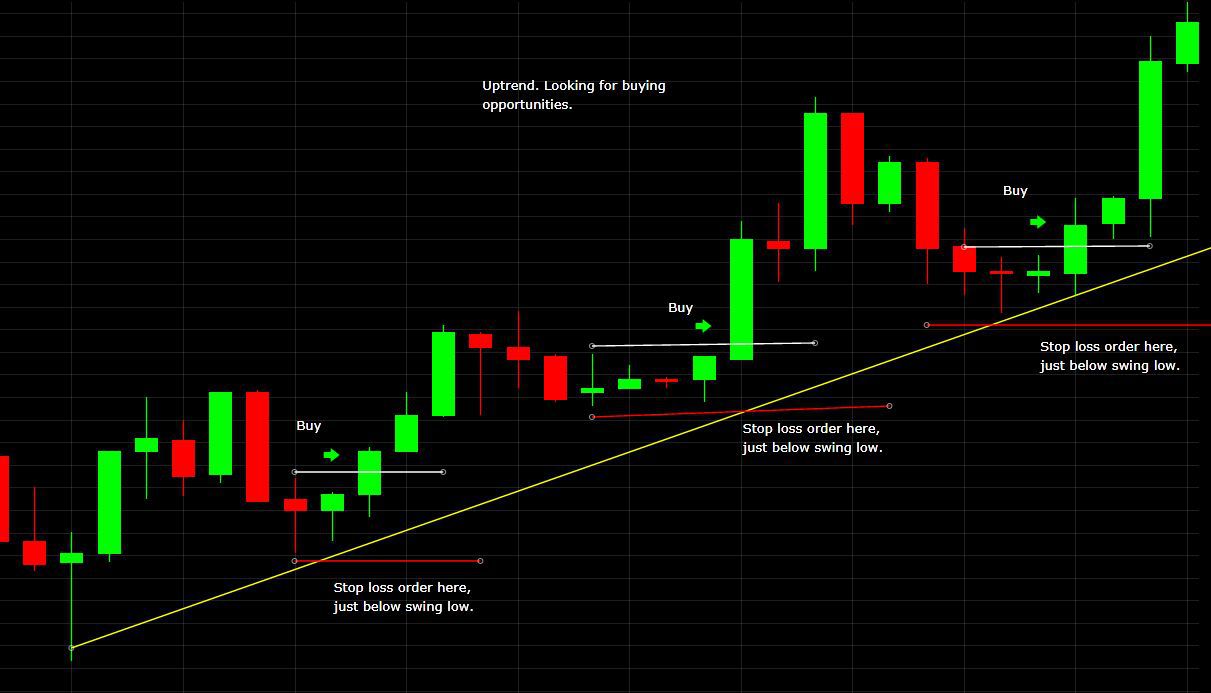 Uptrend. Looking for buying
opportunities.
Buy
Buy
Buy
Stop loss order here,
just below swing low.
Stop loss order here,
just below swing low.
Stop loss order here,
just below swing low.